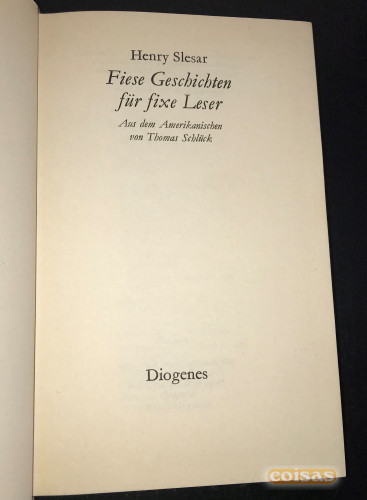 Henry Slesar
Fiese Geschichten
für fixe Leser
Aus dem Amerikanischen
von Thomas Schlück
Diogenes
coisas